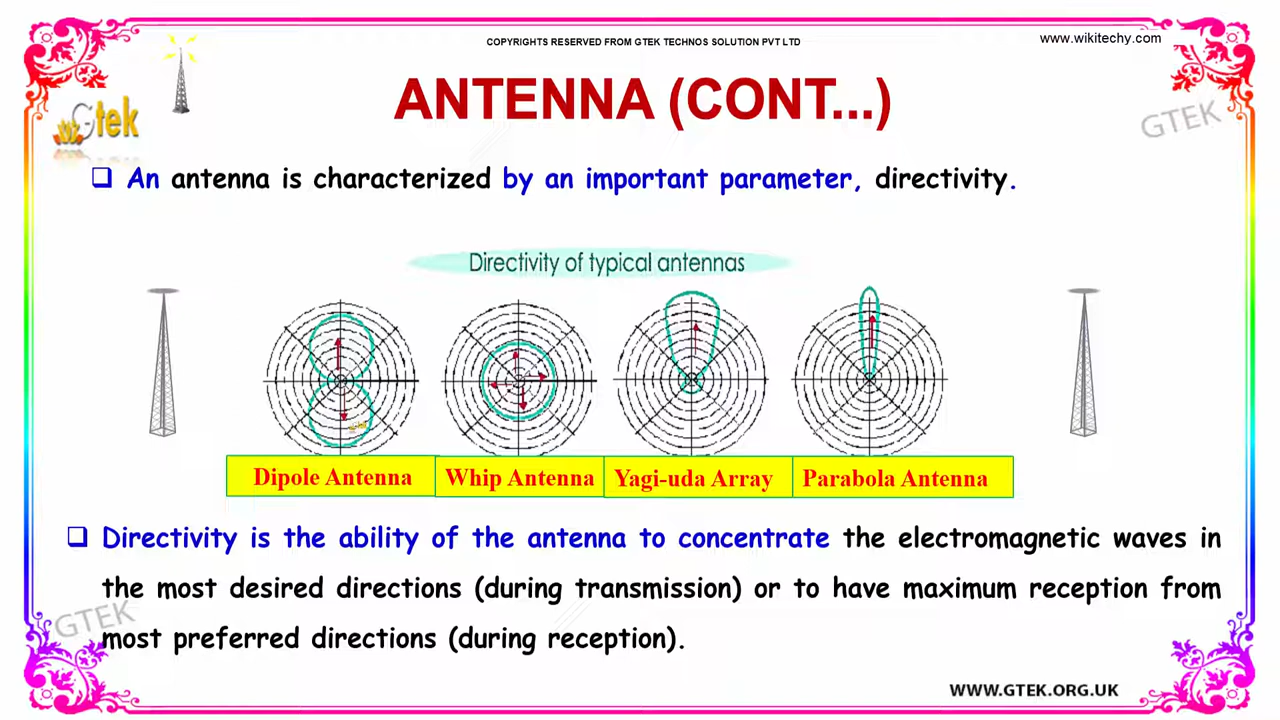 COPYRIGHTS RESERVED FROM GTEK TECHNOS SOLUTION PVT LTD
www.wikitechy.com
Gtek
ANTENNA (CONT...)
GTEK
An antenna is characterized by an important parameter, directivity.
Directivity of typical antennas
Dipole Antenna
Whip Antenna
Yagi-uda Array
Parabola Antenna
Directivity is the ability of the antenna to concentrate the electromagnetic waves in
the most desired directions (during transmission) or to have maximum reception from
GTEK
most preferred directions (during reception).
WWW.GTEK.ORG.UK